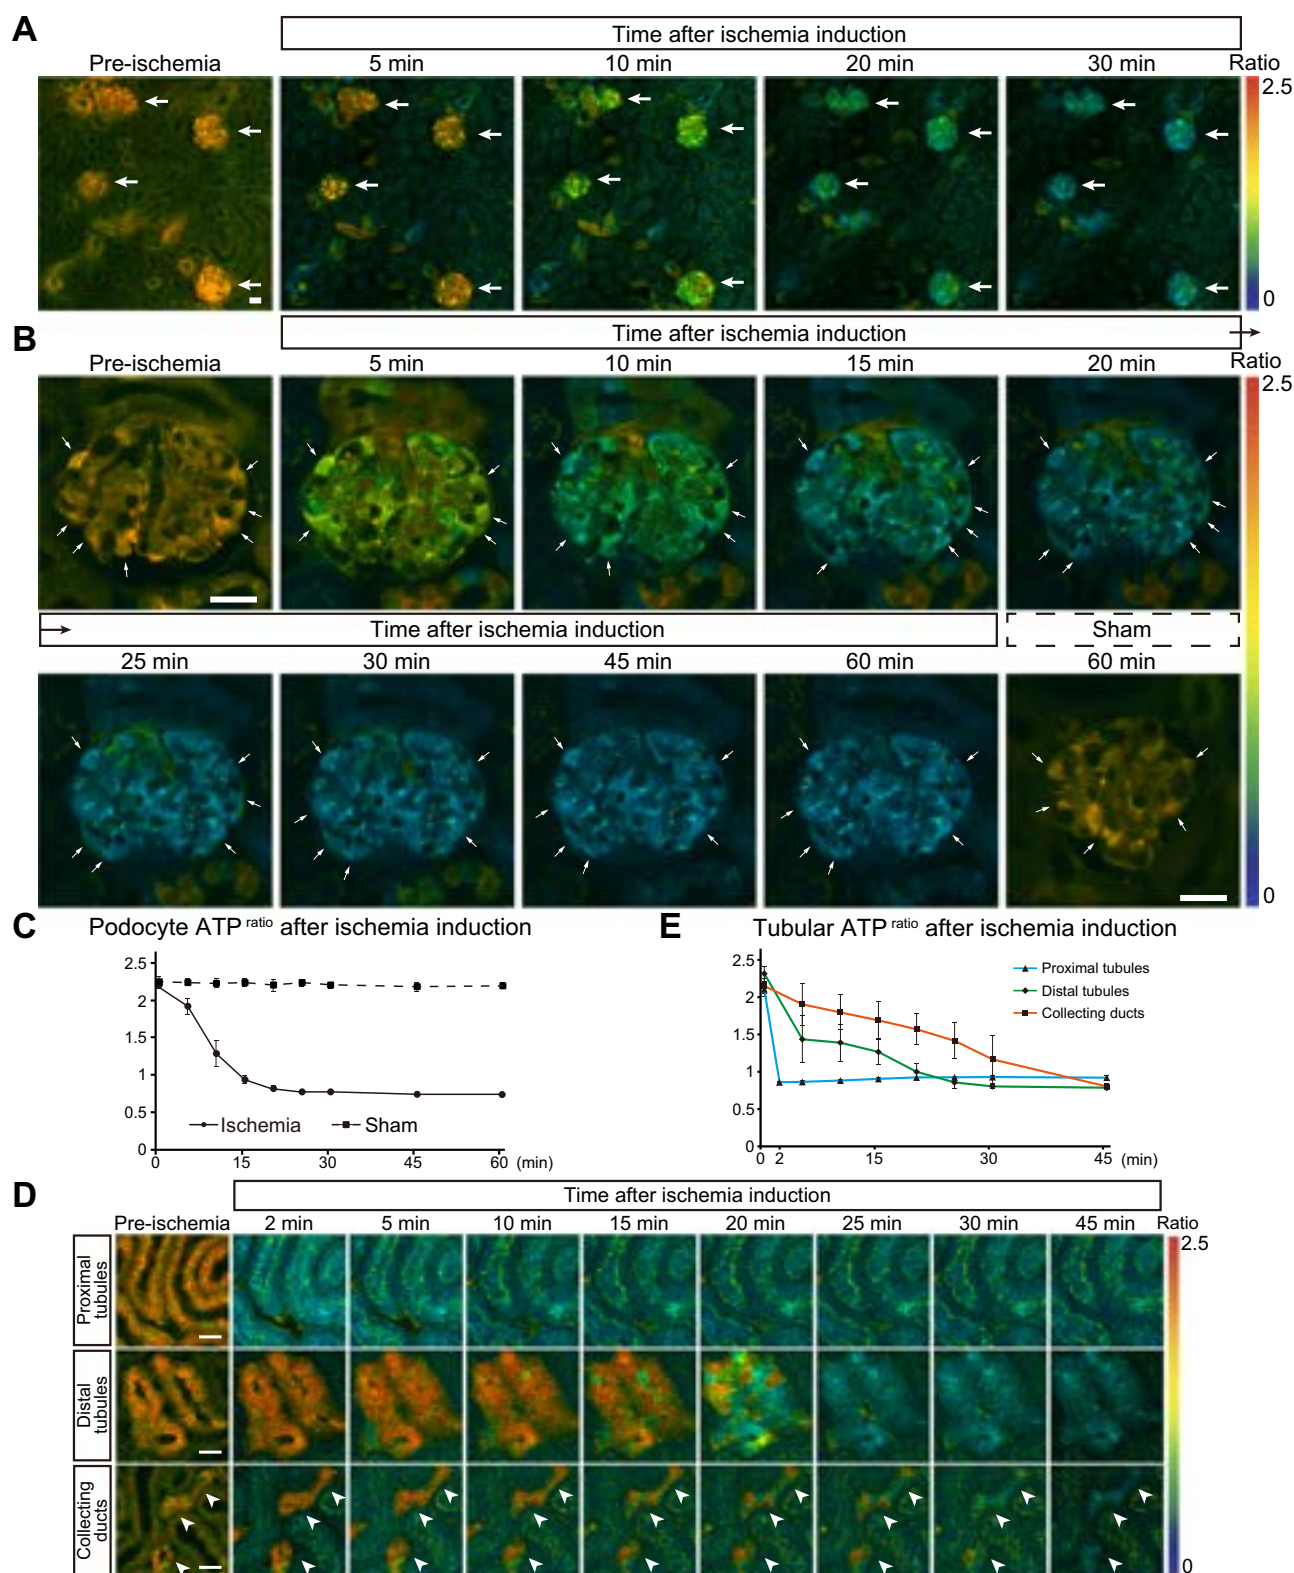 A
Time after ischemia induction
Pre-ischemia 5 min 10 min 20 min 30 min Ratio
2.5
0
B
Time after ischemia induction
Pre-ischemia 5 min 10 min 15 min 20 min Ratio
2.5
Time after ischemia induction Sham
25 min 30 min 45 min 60 min 60 min
0
C Podocyte ATP ratio after ischemia induction
2.5
2
1.5
1
0.5
0
Ischemia Sham
0 15 30 45 60 (min)
E Tubular ATP ratio after ischemia induction
2.5
2
1.5
1
0.5
0
Proximal tubules
Distal tubules
Collecting ducts
0 2 15 30 45 (min)
D
Time after ischemia induction
Pre-ischemia 2 min 5 min 10 min 15 min 20 min 25 min 30 min 45 min Ratio
2.5
Proximal
tubules
Distal
tubules
Collecting
ducts
0